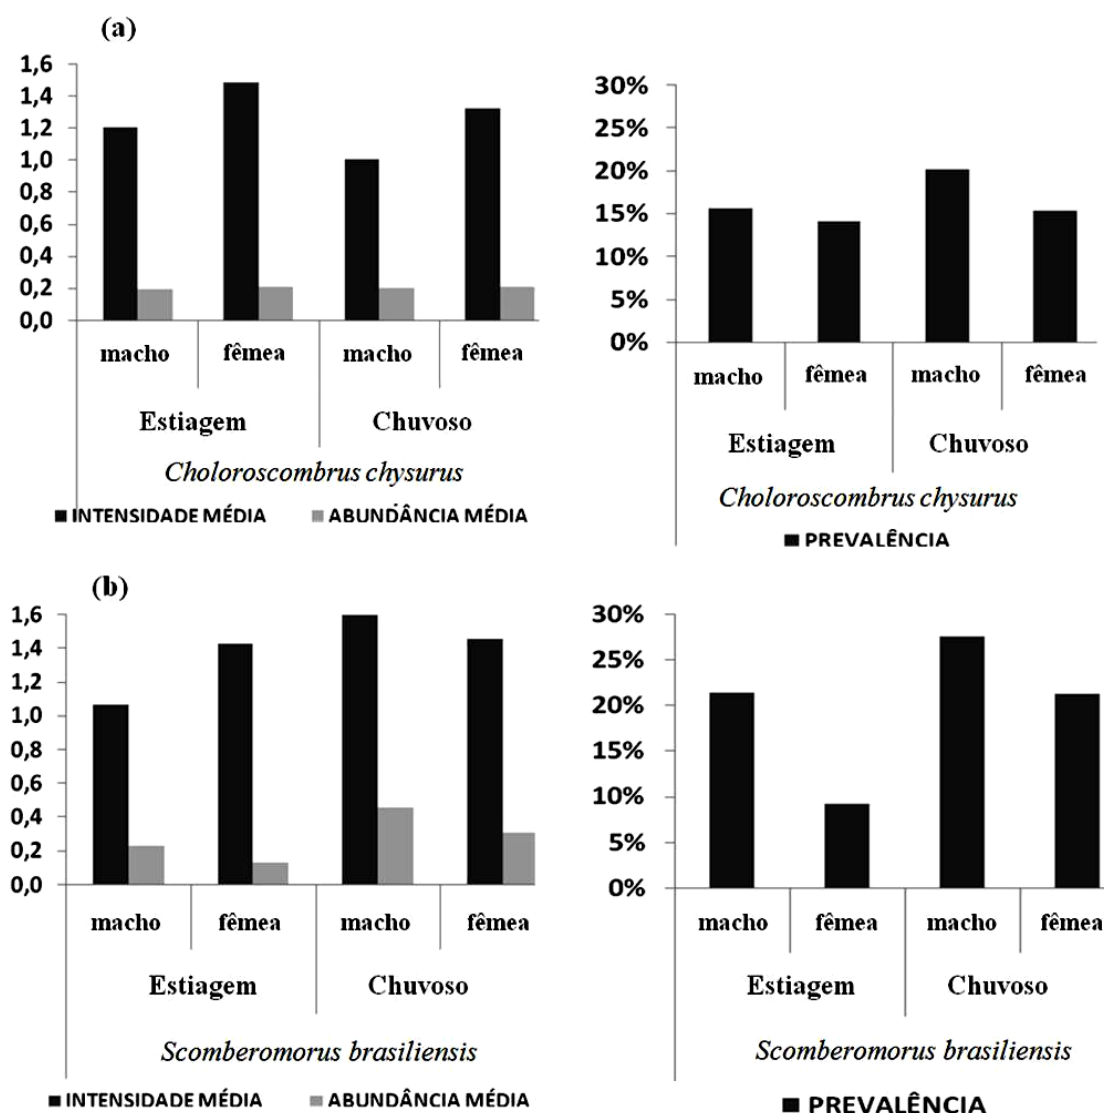 (a)
1,6
1,4
1,2
1,0
0,8
0,6
0,4
0,2
0,0
macho fêmea macho fêmea
Estiagem Chuvoso
Choloroscombrus chysurus
INTENSIDADE MÉDIA ABUNDÂNCIA MÉDIA
30%
25%
20%
15%
10%
5%
0%
macho fêmea macho fêmea
Estiagem Chuvoso
Choloroscombrus chysurus
PREVALÊNCIA
(b)
1,6
1,4
1,2
1,0
0,8
0,6
0,4
0,2
0,0
macho fêmea macho fêmea
Estiagem Chuvoso
Scomberomorus brasiliensis
INTENSIDADE MÉDIA ABUNDÂNCIA MÉDIA
30%
25%
20%
15%
10%
5%
0%
macho fêmea macho fêmea
Estiagem Chuvoso
Scomberomorus brasiliensis
PREVALÊNCIA